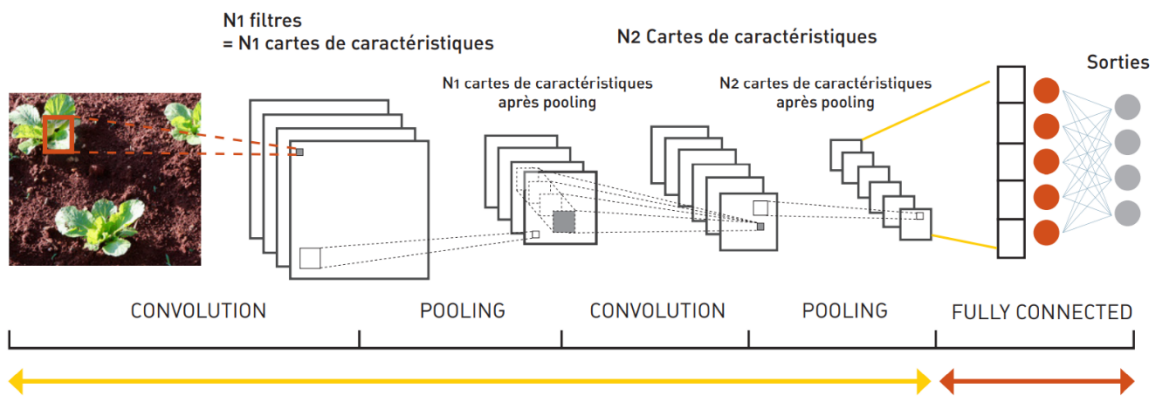 N1 filtres
= N1 cartes de caractéristiques
N2 Cartes de caractéristiques
N1 cartes de caractéristiques
après pooling
N2 cartes de caractéristiques
après pooling
Sorties
CONVOLUTION
POOLING
CONVOLUTION
POOLING
FULLY CONNECTED